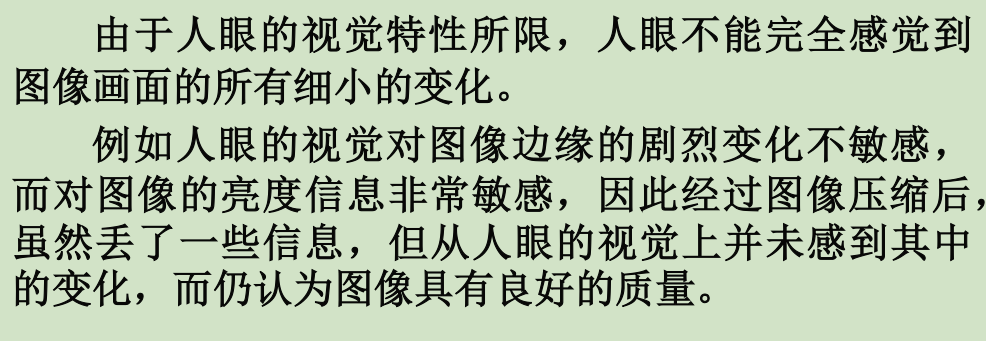 由于人眼的视觉特性所限，人眼不能完全感觉到
图像画面的所有细小的变化。
例如人眼的视觉对图像边缘的剧烈变化不敏感，
而对图像的亮度信息非常敏感，因此经过图像压缩后，
虽然丢了一些信息，但从人眼的视觉上并未感到其中
的变化，而仍认为图像具有良好的质量。